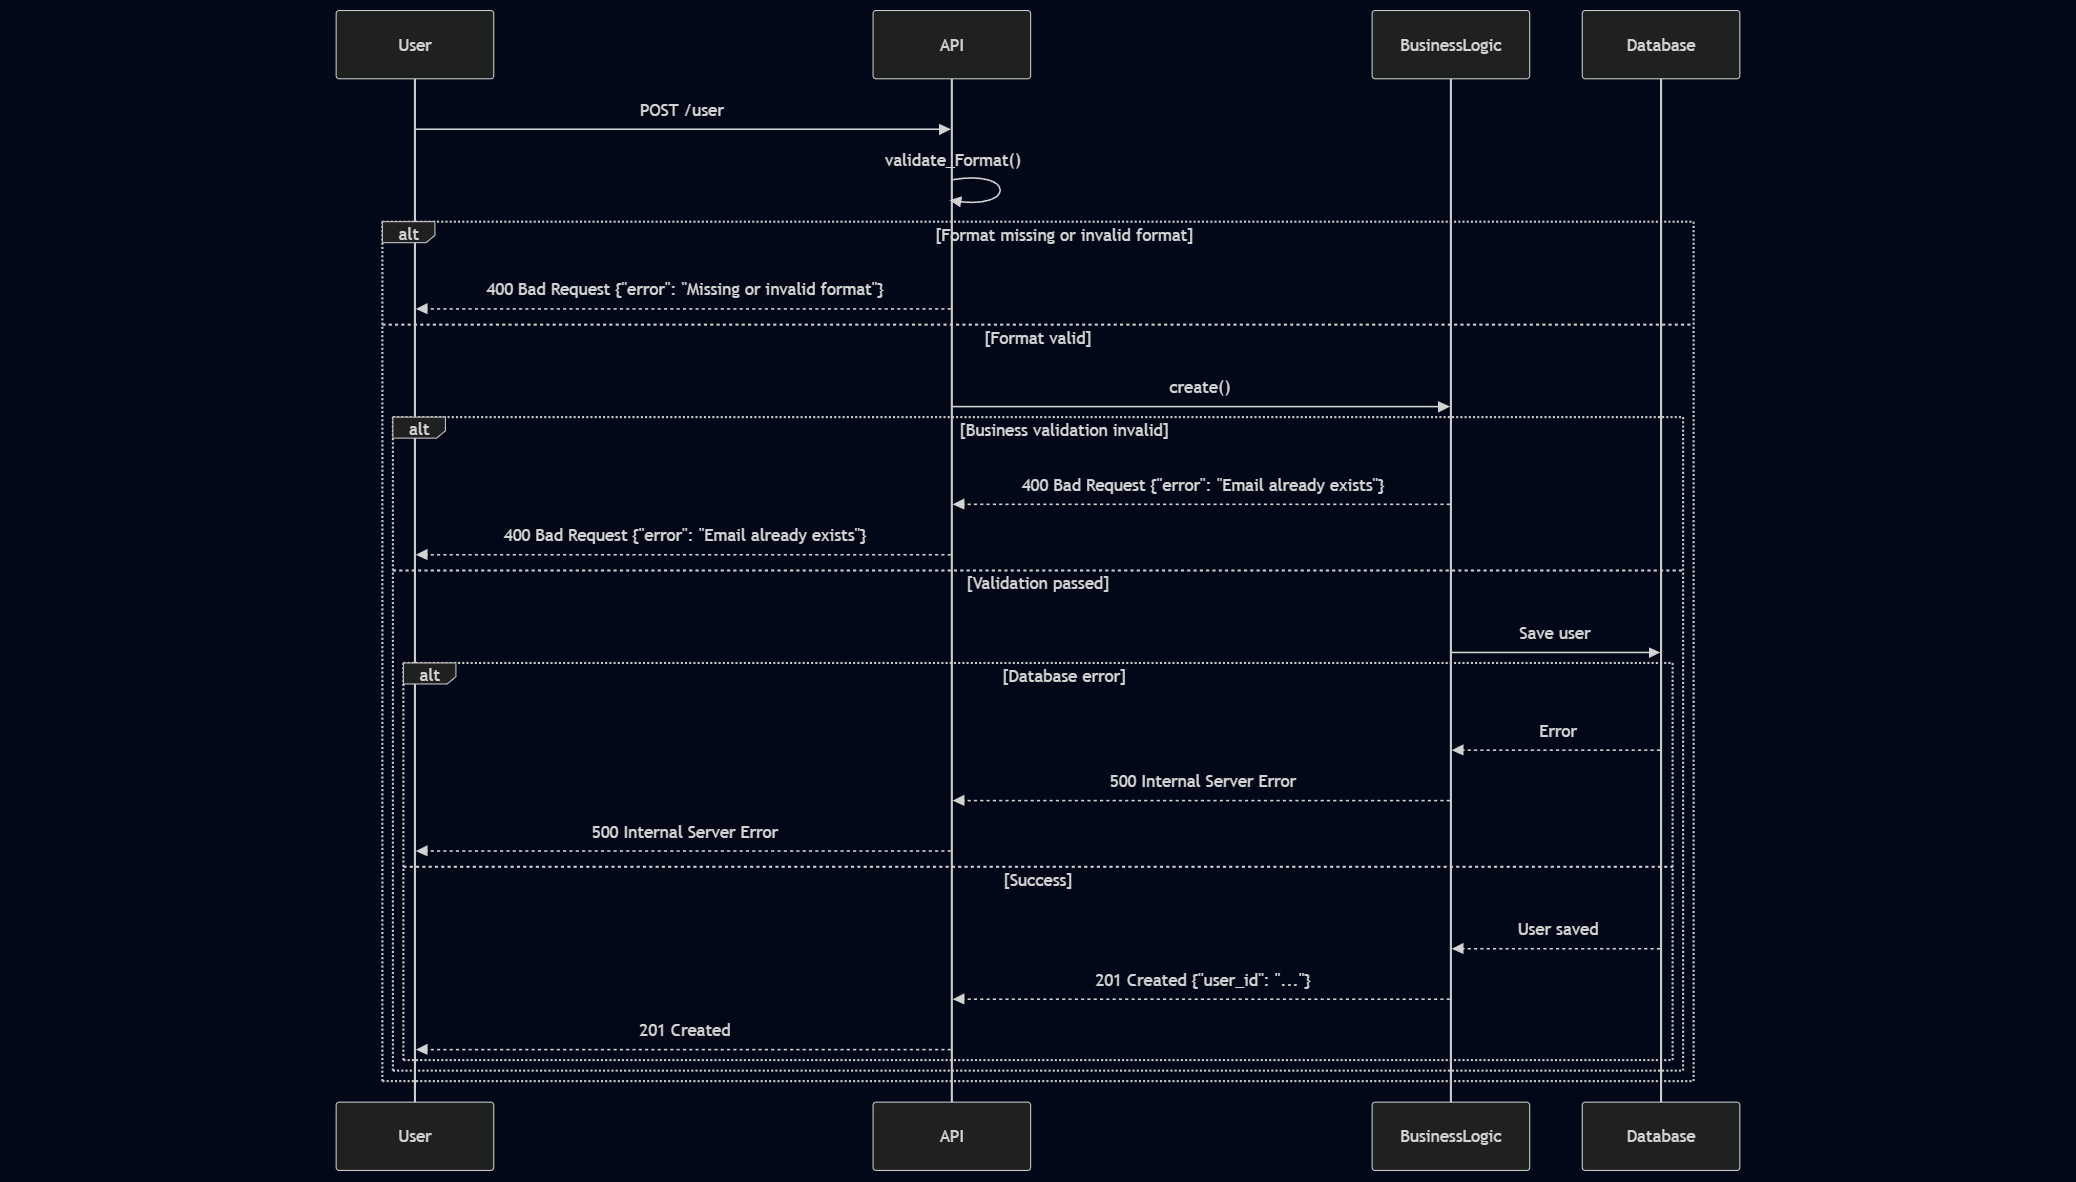 User
API
BusinessLogic
Database
POST /user
validate_Format()
alt
[Format missing or invalid format]
400 Bad Request {"error": "Missing or invalid format"}
[Format valid]
create()
alt
[Business validation invalid]
400 Bad Request {"error": "Email already exists"}
400 Bad Request {"error": "Email already exists"}
[Validation passed]
Save user
alt
[Database error]
Error
500 Internal Server Error
500 Internal Server Error
[Success]
User saved
201 Created {"user_id": "..."}
201 Created
User
API
BusinessLogic
Database